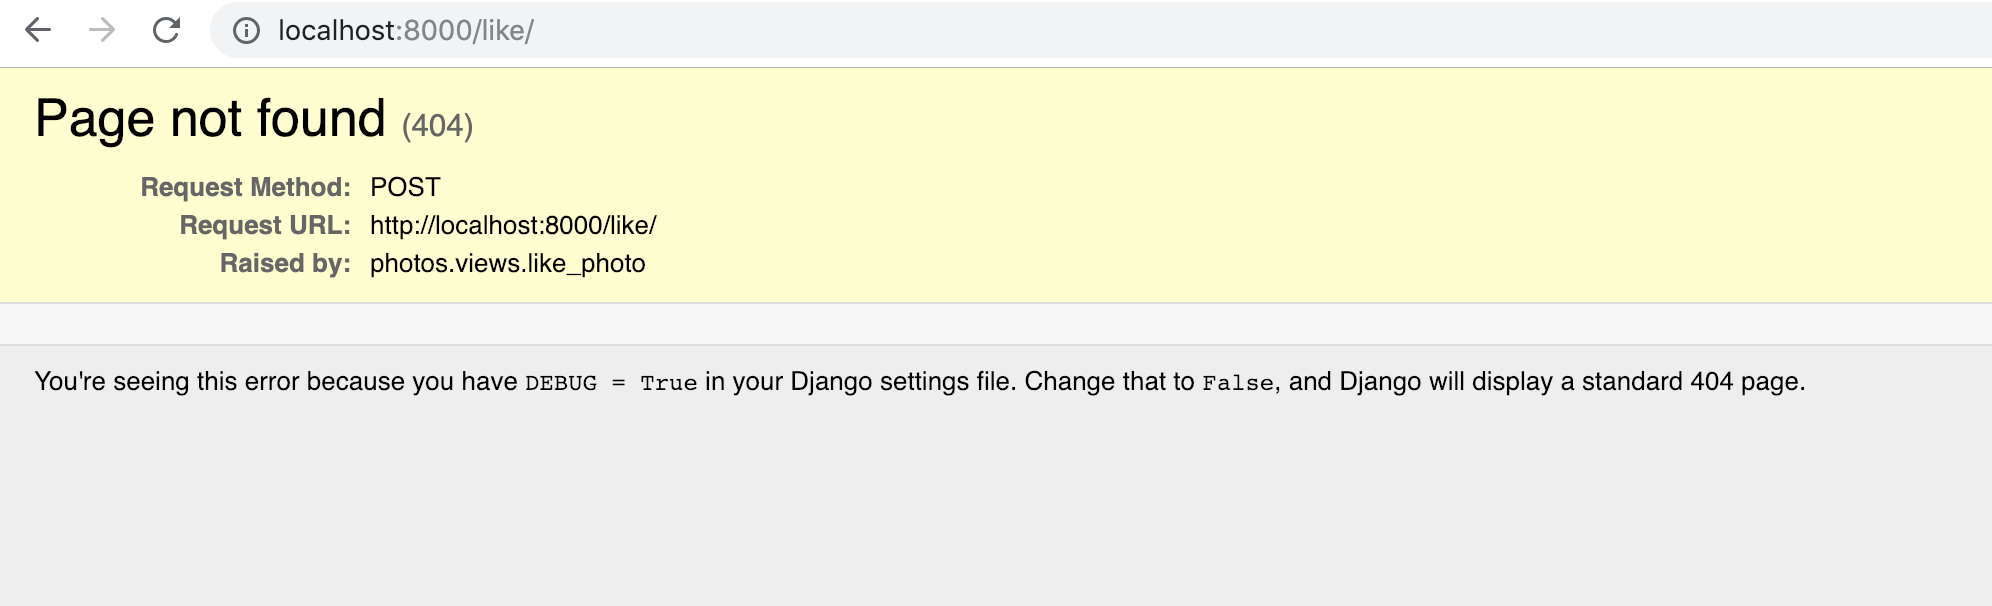 localhost:8000/like/
Page not found (404)
Request Method: POST
Request URL: http://localhost:8000/like/
Raised by: photos.views.like_photo
You're seeing this error because you have DEBUG = True in your Django settings file. Change that to False, and Django will display a standard 404 page.